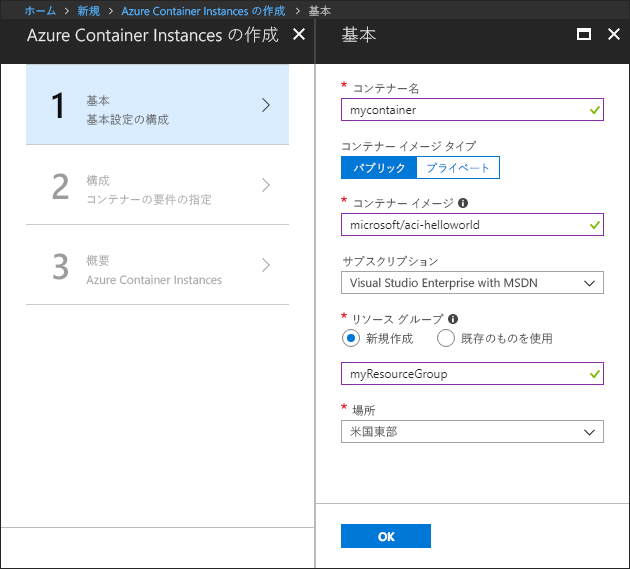 ホーム > 新規 > Azure Container Instances の作成 > 基本
Azure Container Instances の作成
1
基本
基本設定の構成
2
構成
コンテナーの要件の指定
3
概要
Azure Container Instances
基本
* コンテナー名
mycontainer
コンテナー イメージ タイプ
パブリック プライベート
* コンテナー イメージ
microsoft/aci-helloworld
サブスクリプション
Visual Studio Enterprise with MSDN
* リソース グループ
新規作成 既存のものを使用
myResourceGroup
* 場所
米国東部
OK